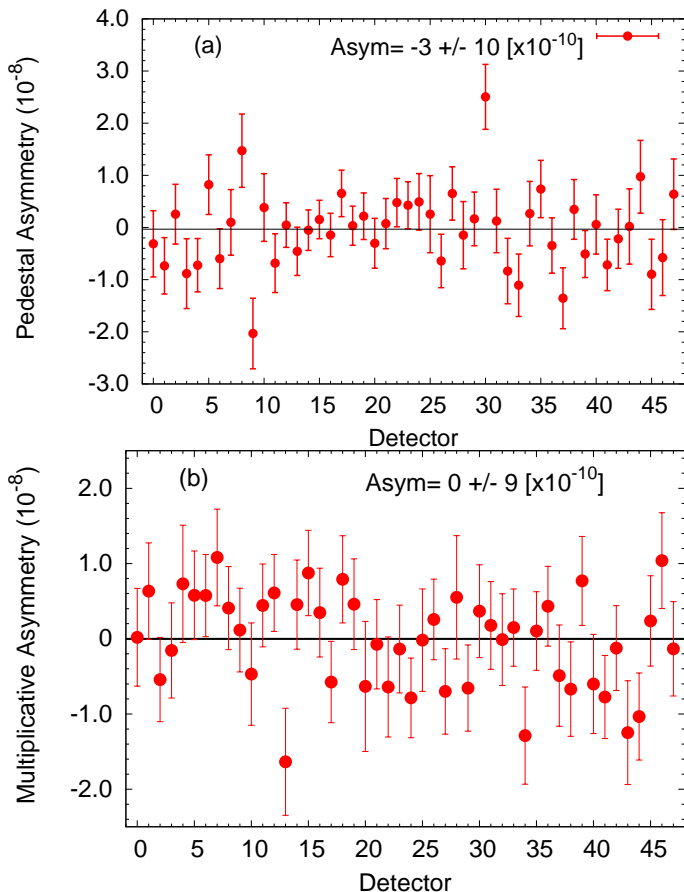 (a)
Asym= -3 +/- 10 [x10⁻¹⁰]
Pedestal Asymmetry (10⁻⁸)
4.0
3.0
2.0
1.0
0
-1.0
-2.0
-3.0
0 5 10 15 20 25 30 35 40 45
Detector
(b)
Asym= 0 +/- 9 [x10⁻¹⁰]
Multiplicative Asymmetry (10⁻⁸)
2.0
1.0
0
-1.0
-2.0
0 5 10 15 20 25 30 35 40 45
Detector